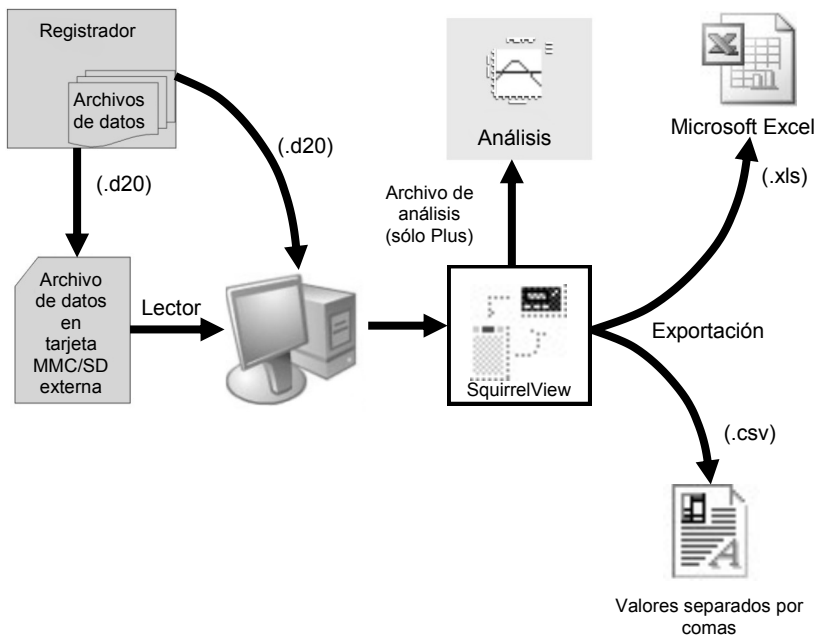 Registrador
Archivos
de datos
(.d20)
(.d20)
Archivo
de datos
en
tarjeta
MMC/SD
externa
Lector
Análisis
Archivo de
análisis
(sólo Plus)
SquirrelView
Microsoft Excel
(.xls)
Exportación
(.csv)
Valores separados por
comas